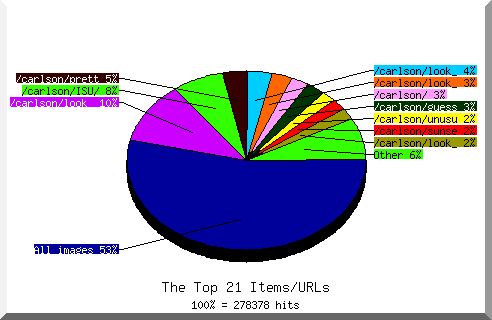 /carlson/look_ 4%
/carlson/prett 5%
/carlson/look_ 3%
/carlson/ISU/ 8%
/carlson/ 3%
/carlson/look_ 10%
/carlson/guess 3%
/carlson/unusu 2%
/carlson/sunse 2%
/carlson/look_ 2%
Other 6%
All images 53%
The Top 21 Items/URLs
100% = 278378 hits